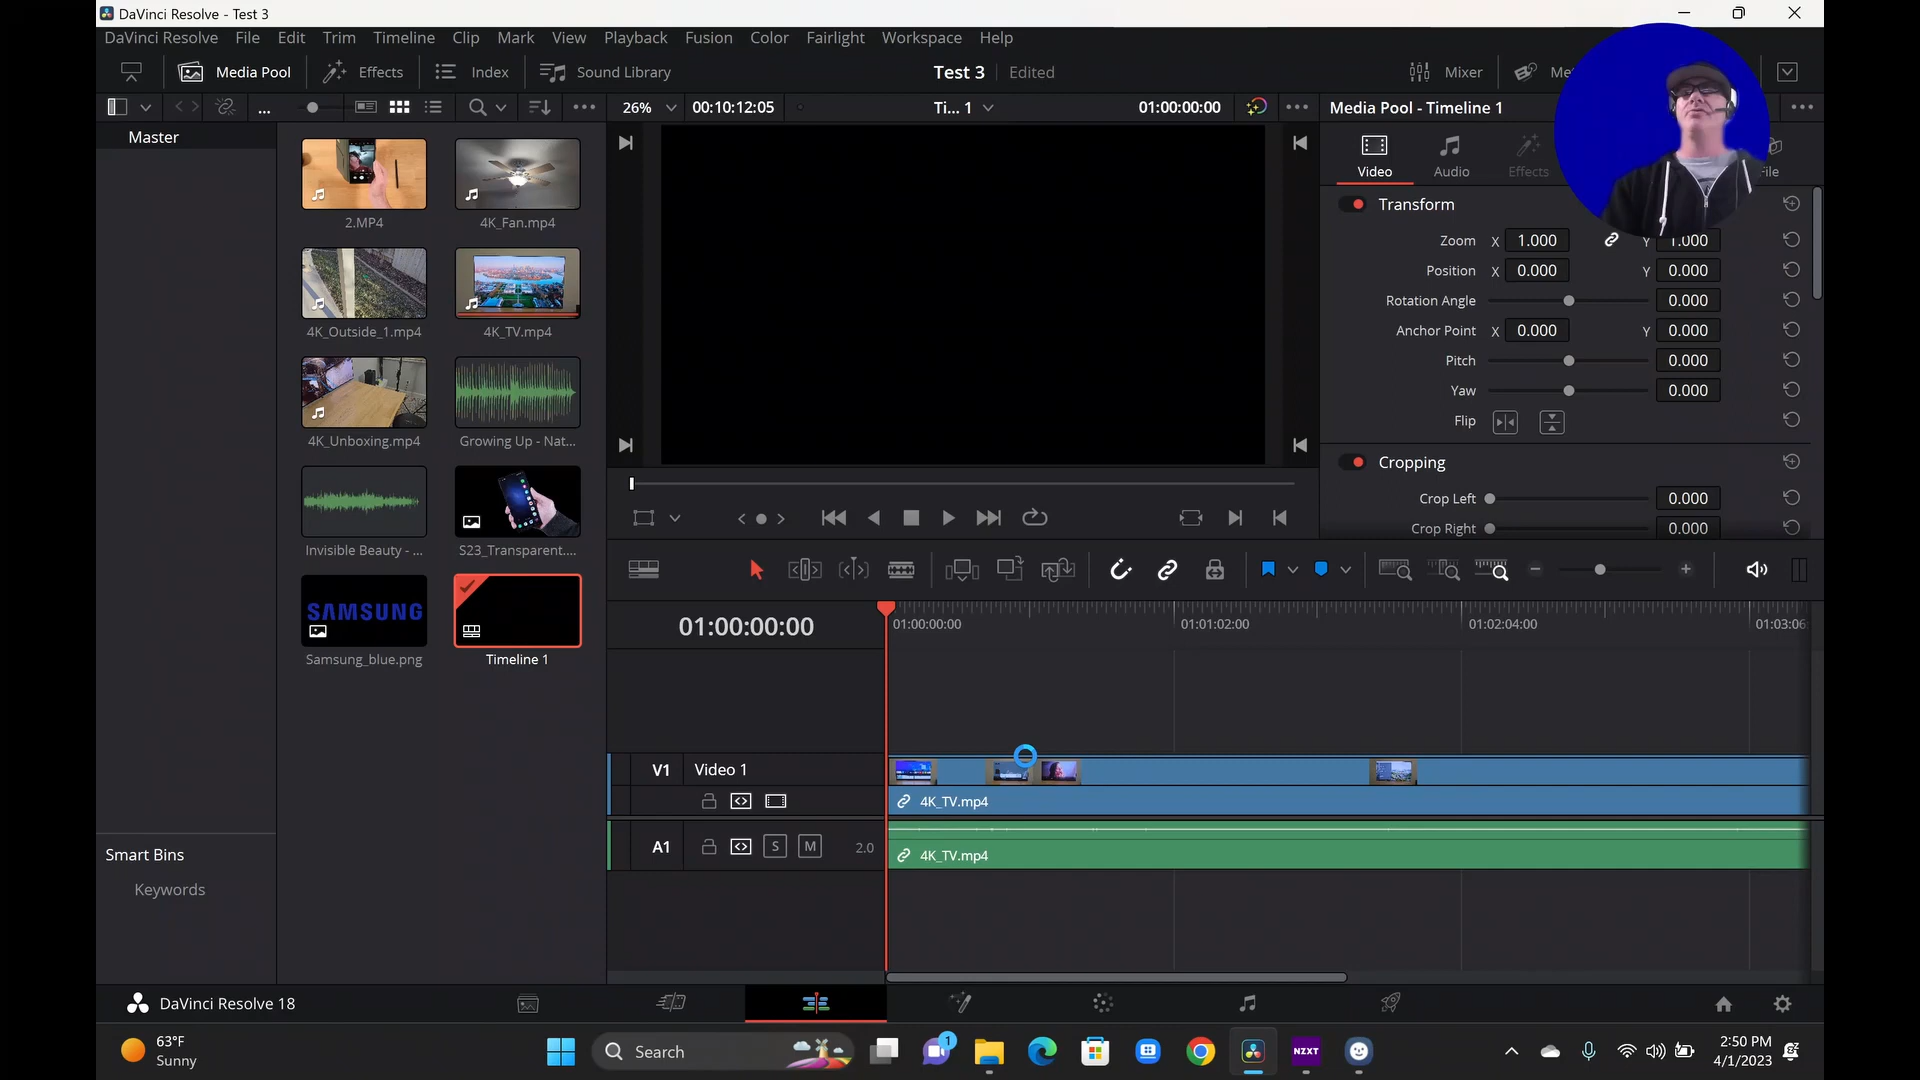 DaVinci Resolve - Test 3
DaVinci Resolve File Edit Trim Timeline Clip Mark View Playback Fusion Color Fairlight Workspace Help
Media Pool Effects Index Sound Library Test 3 Edited Mixer
... 26% 00:10:12:05 Ti... 1 01:00:00:00 Media Pool - Timeline 1
Master
Video Audio Effects
2.MP4 4K_Fan.mp4
4K_Outside_1.mp4 4K_TV.mp4
4K_Unboxing.mp4 Growing Up - Nat...
Invisible Beauty - ... S23_Transparent....
SAMSUNG
Samsung_blue.png Timeline 1
Transform
Zoom X 1.000 Y 1.000
Position X 0.000 Y 0.000
Rotation Angle 0.000
Anchor Point X 0.000 Y 0.000
Pitch 0.000
Yaw 0.000
Flip
Cropping
Crop Left 0.000
Crop Right 0.000
01:00:00:00 01:00:00:00 01:01:02:00 01:02:04:00 01:03:06
V1 Video 1
4K_TV.mp4
A1 S M 2.0
4K_TV.mp4
Smart Bins
Keywords
DaVinci Resolve 18
63°F
Sunny
Search
1
NZXT
2:50 PM
4/1/2023